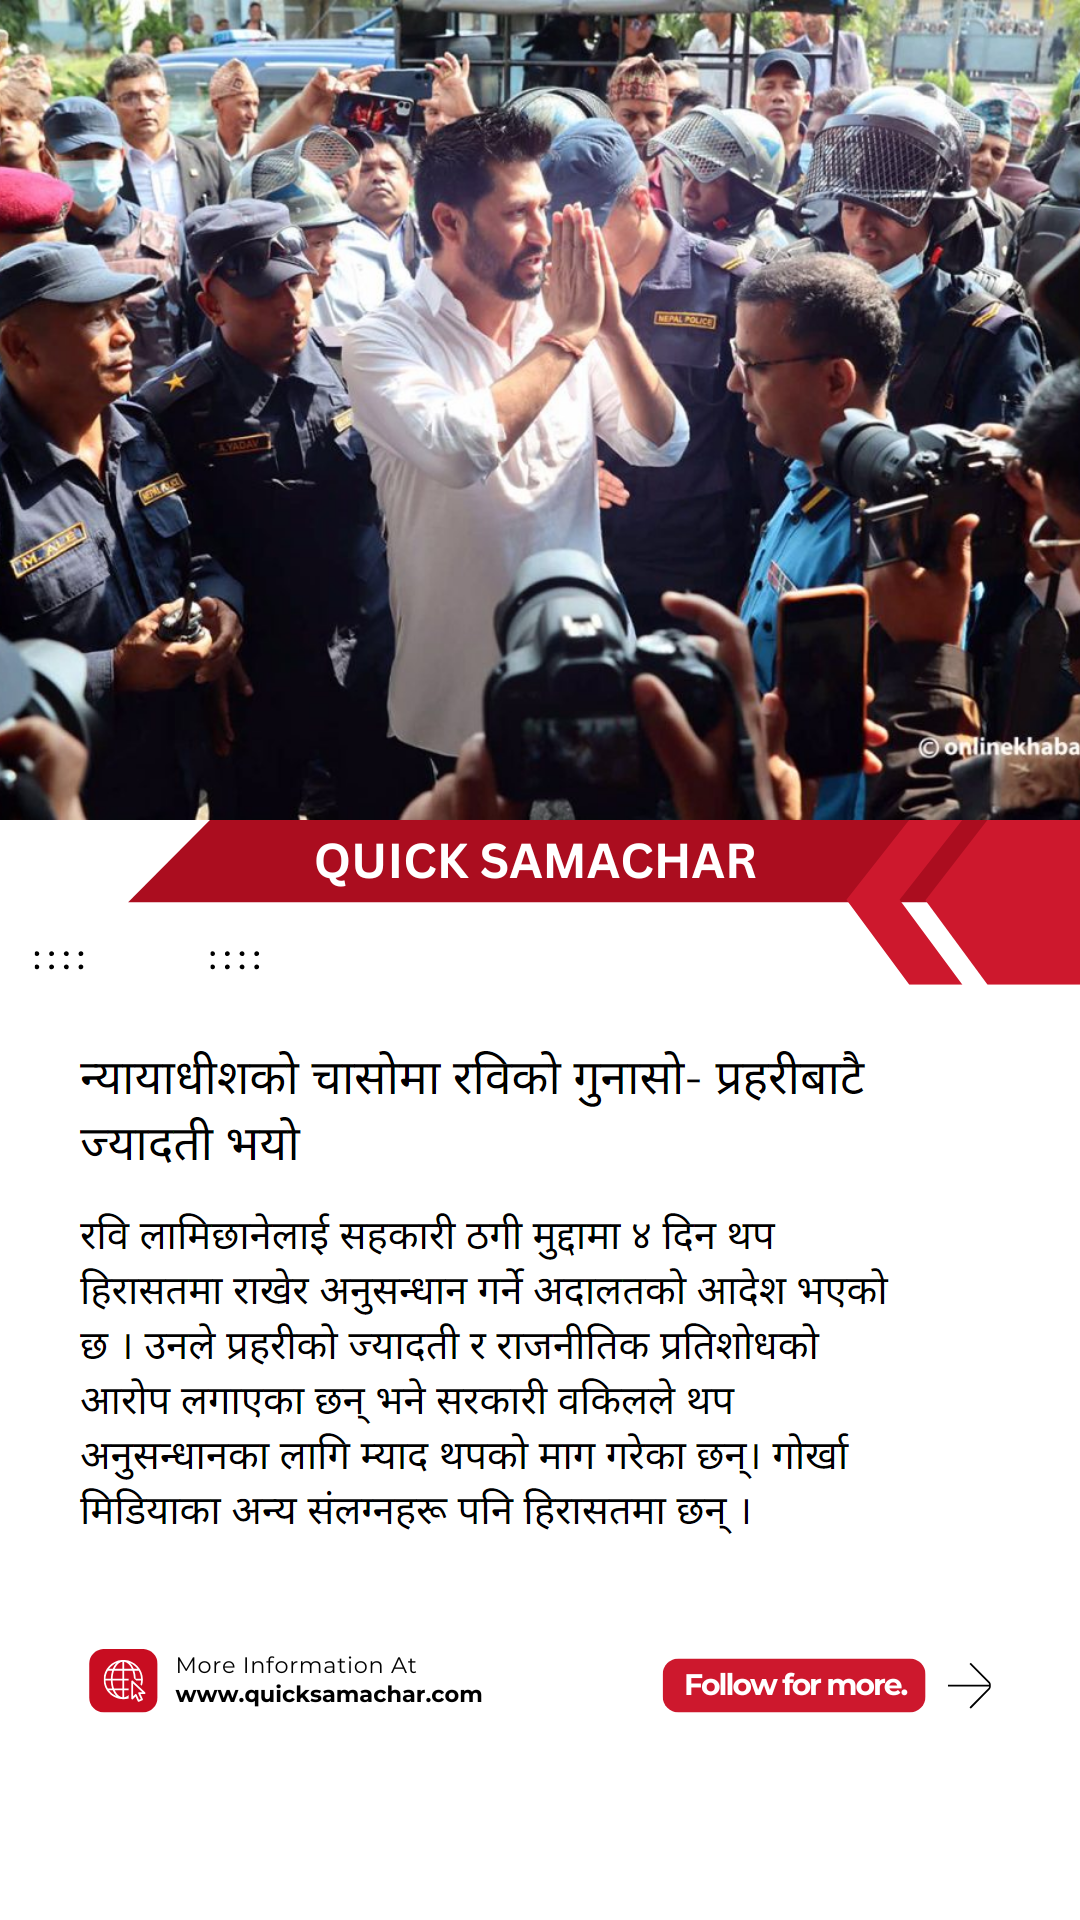 NEPAL POLICE
A.YADAV
NEPAL POLICE
M. ALE
© onlinekhaba
QUICK SAMACHAR
न्यायाधीशको चासोमा रविको गुनासो- प्रहरीबाटै
ज्यादती भयो
रवि लामिछानेलाई सहकारी ठगी मुद्दामा ४ दिन थप
हिरासतमा राखेर अनुसन्धान गर्ने अदालतको आदेश भएको
छ । उनले प्रहरीको ज्यादती र राजनीतिक प्रतिशोधको
आरोप लगाएका छन् भने सरकारी वकिलले थप
अनुसन्धानका लागि म्याद थपको माग गरेका छन्। गोर्खा
मिडियाका अन्य संलग्नहरू पनि हिरासतमा छन् ।
More Information At
www.quicksamachar.com
Follow for more.